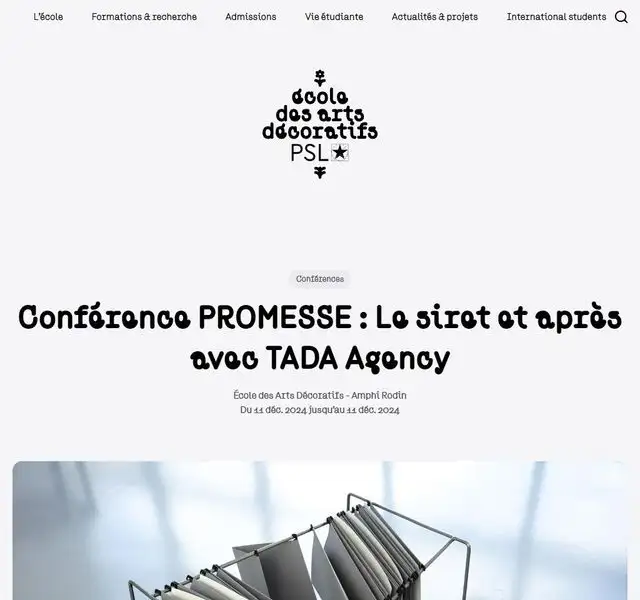 L'école
Formations & recherche
Admissions
Vie étudiante
Actualités & projets
International students
école
des arts
décoratifs
PSL★
Conférences
Conférence PROMESSE : Le siret et après
avec TADA Agency
École des Arts Décoratifs - Amphi Rodin
Du 11 déc. 2024 jusqu'au 11 déc. 2024